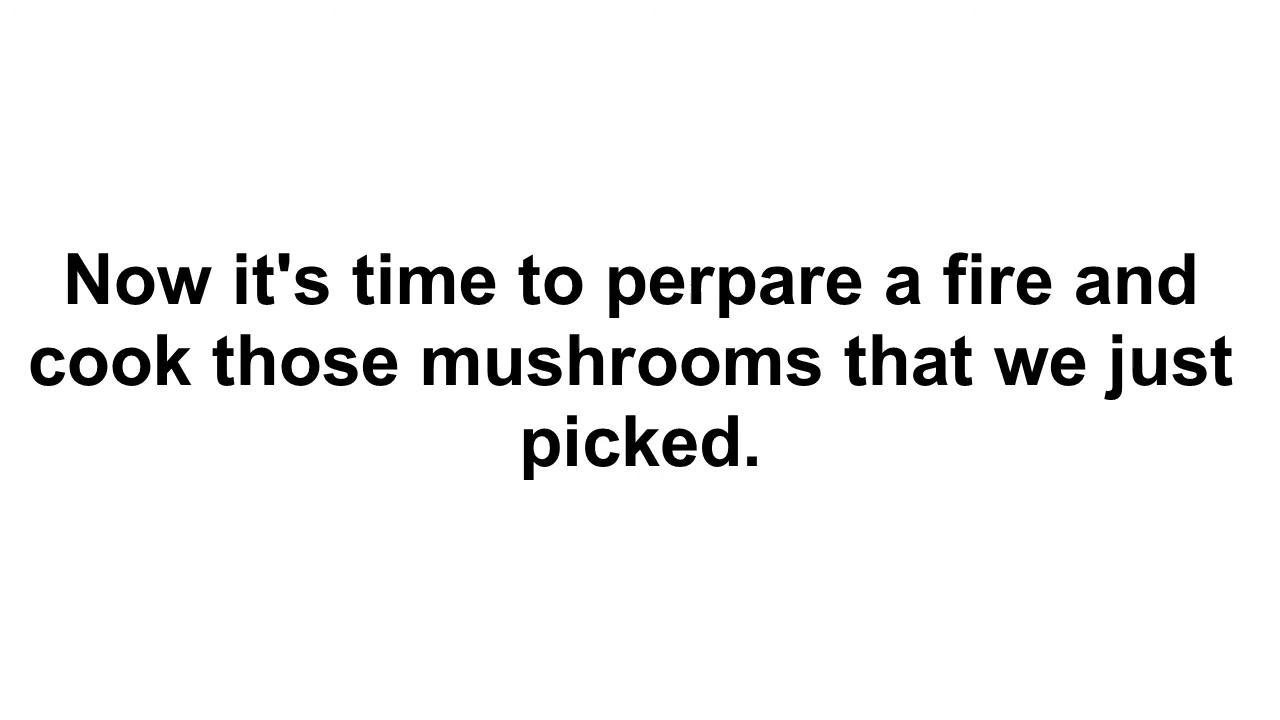 Now it's time to perpare a fire and
cook those mushrooms that we just
picked.